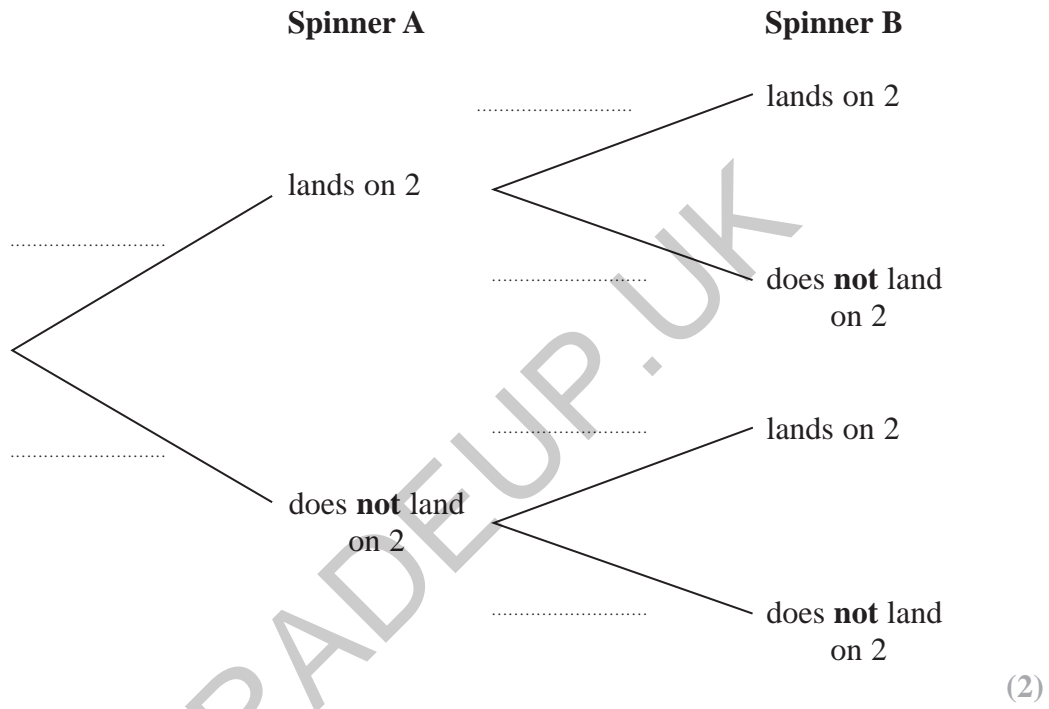 Spinner A
Spinner B
lands on 2
lands on 2
does not land
on 2
lands on 2
does not land
on 2
does not land
on 2
(2)
RADEUP.UK